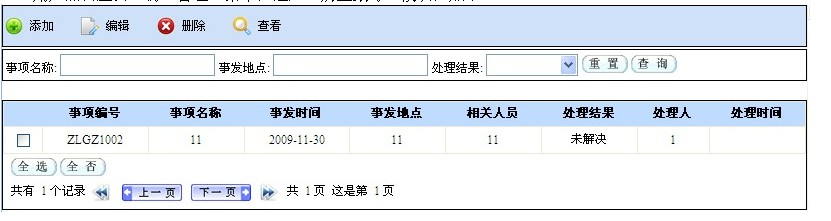 添加 编辑 删除 查看
事项名称: 事发地点: 处理结果: 重 置 查 询
事项编号 事项名称 事发时间 事发地点 相关人员 处理结果 处理人 处理时间
ZLGZ1002 11 2009-11-30 11 11 未解决 1
全 选 全 否
共有 1个记录 上一页 下一页 共 1页 这是第 1页